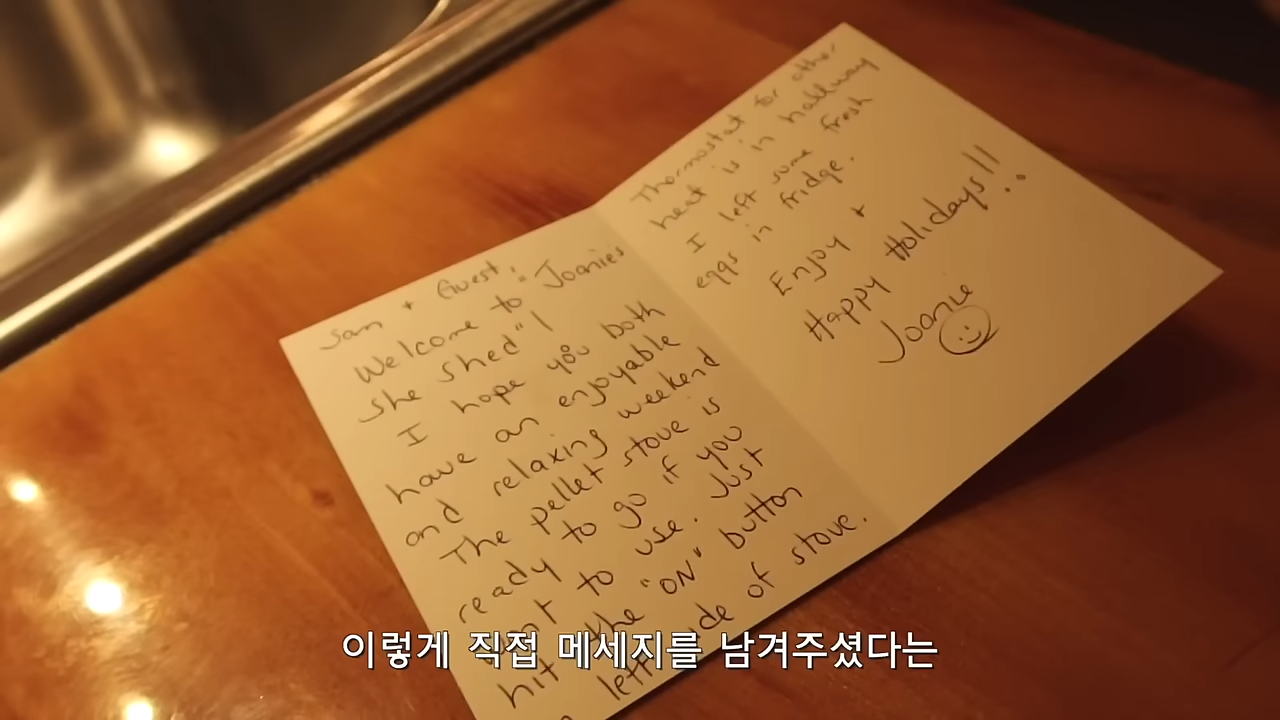 Sam + Guest,
Welcome to "Joanie's
she shed"!
I hope you both
have an enjoyable
and relaxing weekend
The pellet stove is
ready to go if you
to use. Just
hit the "ON" button
left of stove.
Thermostat for other
heat is in hallway
I left some fresh
eggs in fridge.
Enjoy +
Happy Holidays!!
Joanie
이렇게 직접 메세지를 남겨주셨다는